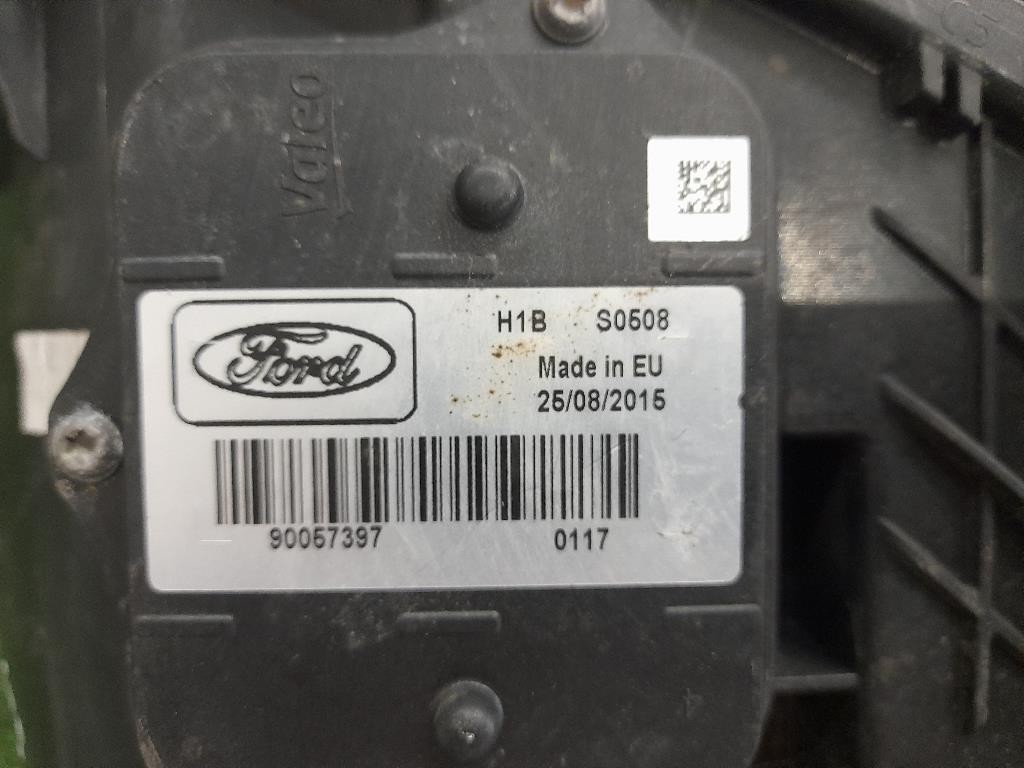 Valeo
Ford
H1B S0508
Made in EU
25/08/2015
90057397 0117